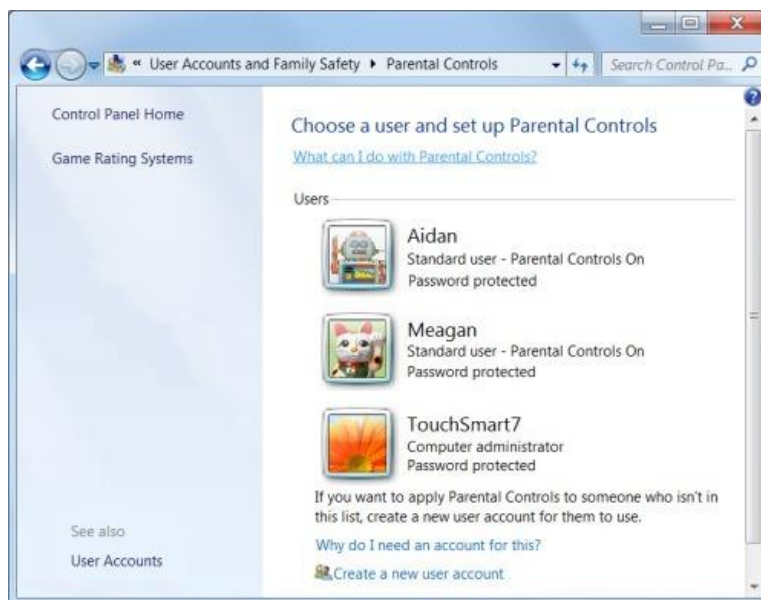 « User Accounts and Family Safety ▸ Parental Controls
Search Control Pa...
Control Panel Home
Game Rating Systems
Choose a user and set up Parental Controls
What can I do with Parental Controls?
Users
Aidan
Standard user - Parental Controls On
Password protected
Meagan
Standard user - Parental Controls On
Password protected
TouchSmart7
Computer administrator
Password protected
If you want to apply Parental Controls to someone who isn't in
this list, create a new user account for them to use.
Why do I need an account for this?
Create a new user account
See also
User Accounts